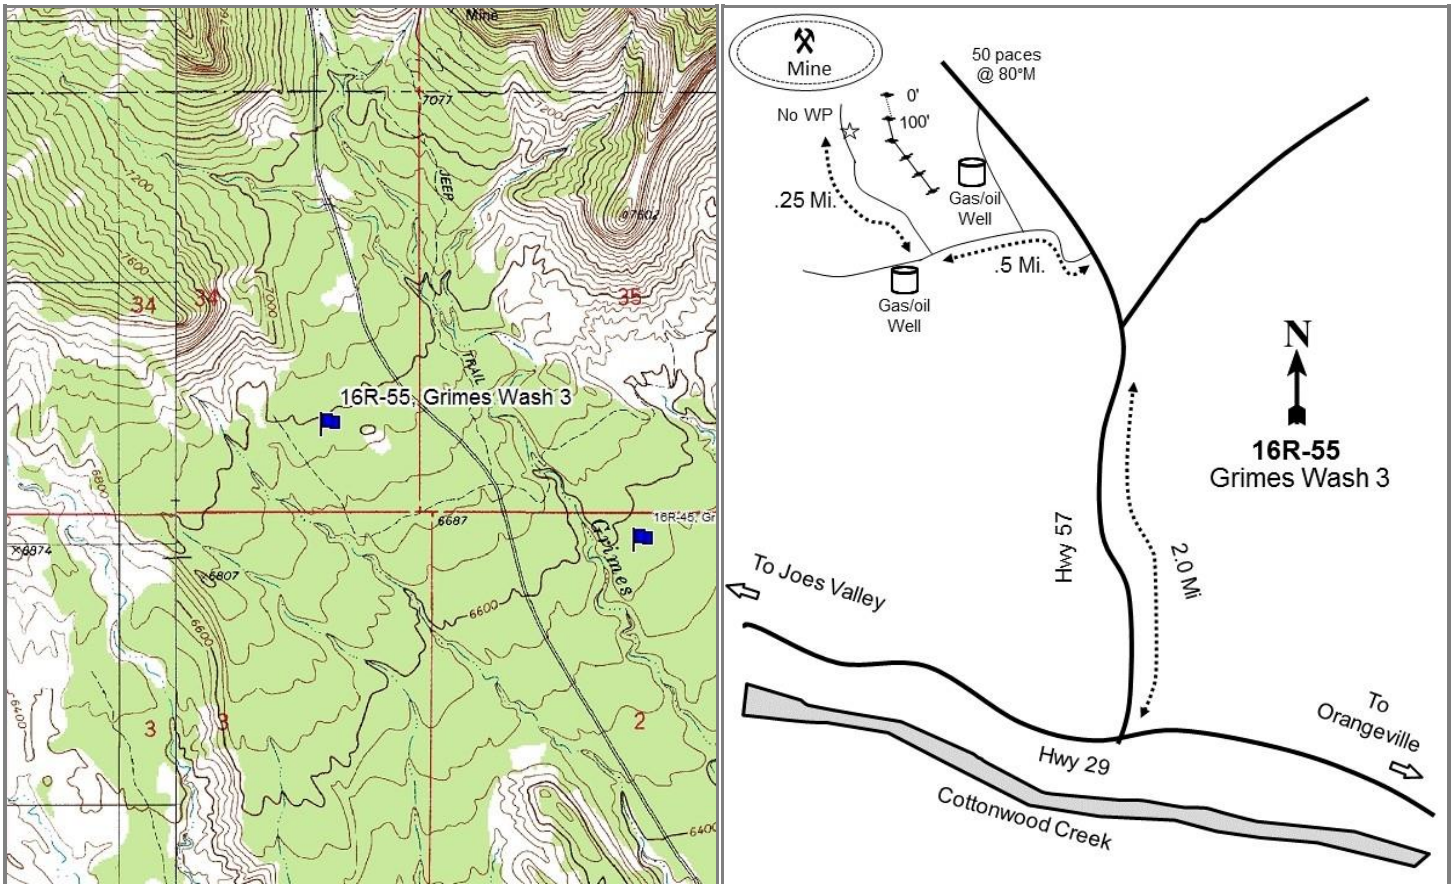 Mine
7077
7200
7200
JEEP
7602
7600
7000
34
34
35
TRAIL
16R-55, Grimes Wash 3
6800
6687
16R-45, Gr
Grimes
6874
6807
6600
6600
6400
3
3
2
6400
Mine
50 paces
@ 80°M
No WP
0'
100'
.25 Mi.
Gas/oil
Well
.5 Mi.
Gas/oil
Well
N
16R-55
Grimes Wash 3
Hwy 57
2.0 Mi
To Joes Valley
To
Orangeville
Hwy 29
Cottonwood Creek